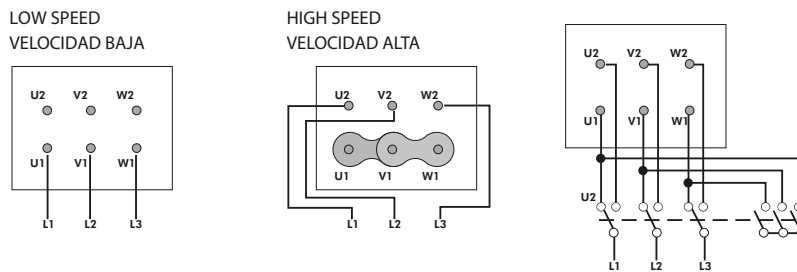 LOW SPEED
VELOCIDAD BAJA
U2 V2 W2
U1 V1 W1
L1 L2 L3
HIGH SPEED
VELOCIDAD ALTA
U2 V2 W2
U1 V1 W1
L1 L2 L3
U2 V2 W2
U1 V1 W1
U2
L1 L2 L3